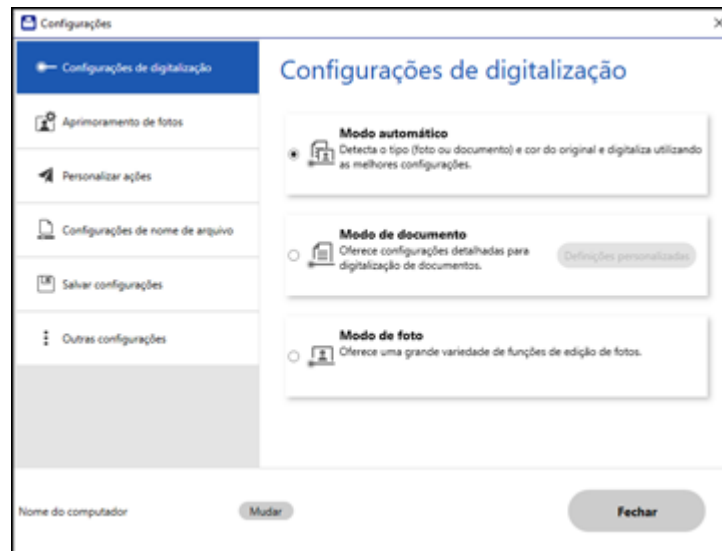 Configurações
Configurações de digitalização
Aprimoramento de fotos
Personalizar ações
Configurações de nome de arquivo
Salvar configurações
Outras configurações
Configurações de digitalização
Modo automático
Detecta o tipo (foto ou documento) e cor do original e digitaliza utilizando
as melhores configurações.
Modo de documento
Oferece configurações detalhadas para
digitalização de documentos.
Definições personalizadas
Modo de foto
Oferece uma grande variedade de funções de edição de fotos.
Nome do computador
Mudar
Fechar